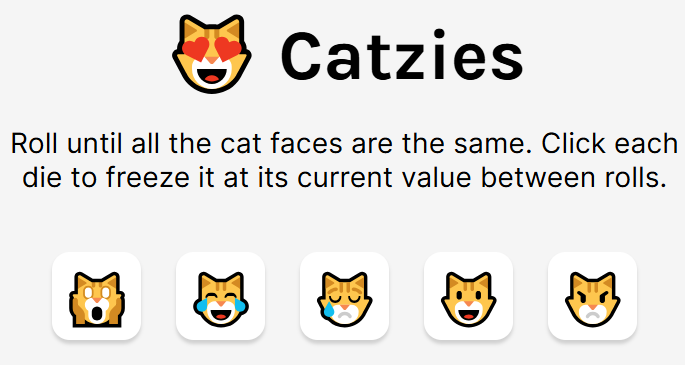 Catzies
Roll until all the cat faces are the same. Click each
die to freeze it at its current value between rolls.